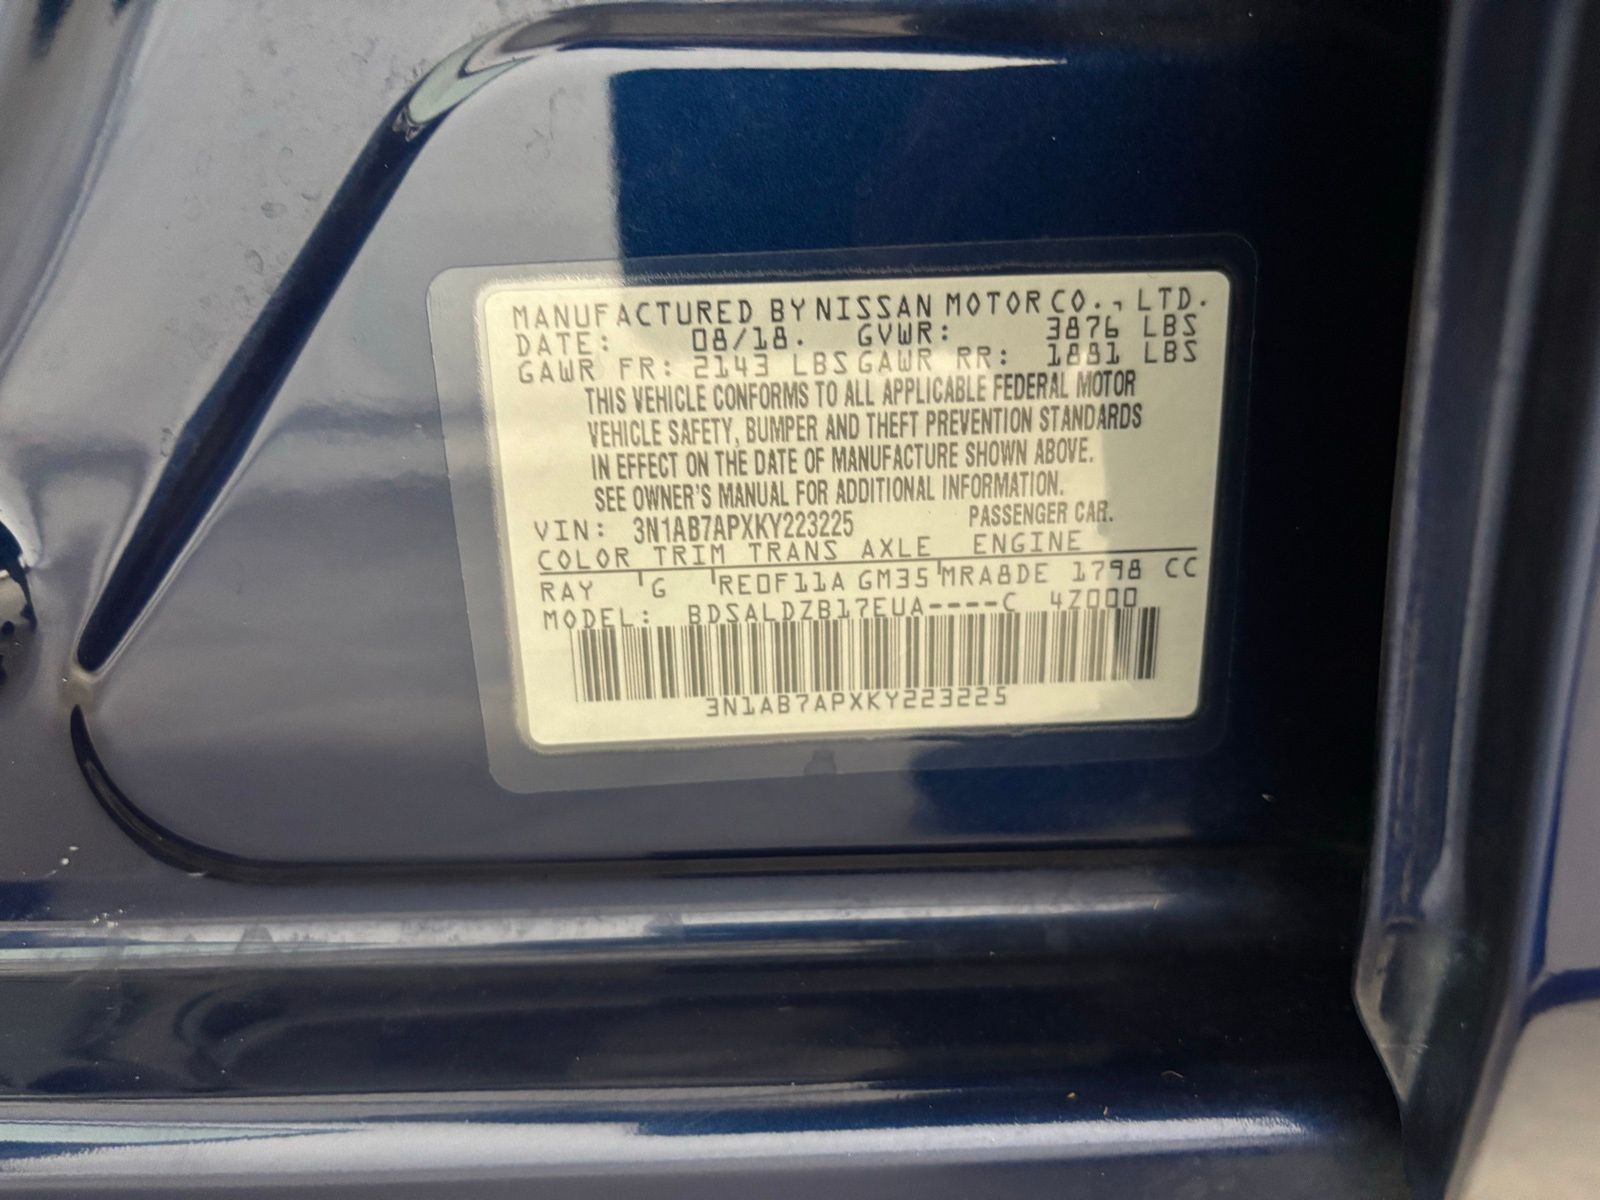 MANUFACTURED BY NISSAN MOTOR CO., LTD.
DATE: 08/18. GVWR: 3876 LBS
GAWR FR: 2143 LBS GAWR RR: 1881 LBS
THIS VEHICLE CONFORMS TO ALL APPLICABLE FEDERAL MOTOR
VEHICLE SAFETY, BUMPER AND THEFT PREVENTION STANDARDS
IN EFFECT ON THE DATE OF MANUFACTURE SHOWN ABOVE.
SEE OWNER'S MANUAL FOR ADDITIONAL INFORMATION.
VIN: 3N1AB7APXKY223225 PASSENGER CAR.
COLOR TRIM TRANS AXLE ENGINE
RAY G RE0F11A GM35 MRA8DE 1798 CC
MODEL: BDSALDZB17EUA----C 4Z000
3N1AB7APXKY223225